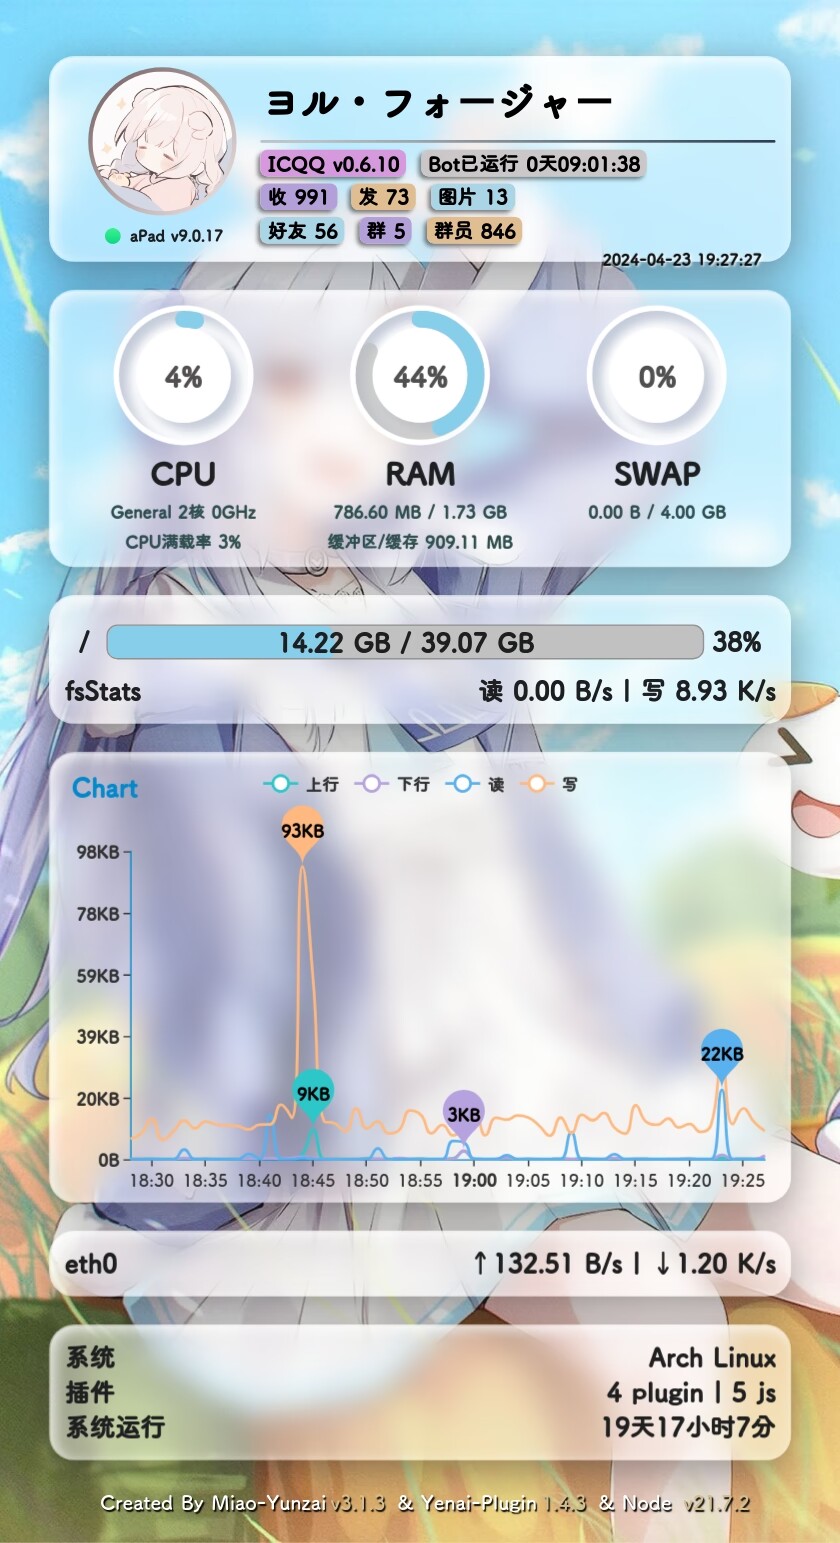 ヨル・フォージャー
ICQQ v0.6.10 Bot已运行 0天09:01:38
收 991 发 73 图片 13
好友 56 群 5 群员 846
aPad v9.0.17
2024-04-23 19:27:27
4% 44% 0%
CPU RAM SWAP
General 2核 0GHz 786.60 MB / 1.73 GB 0.00 B / 4.00 GB
CPU满载率 3% 缓冲区/缓存 909.11 MB
/ 14.22 GB / 39.07 GB 38%
fsStats 读 0.00 B/s | 写 8.93 K/s
Chart 上行 下行 读 写
93KB
98KB
78KB
59KB
39KB
22KB
20KB
9KB
3KB
0B
18:30 18:35 18:40 18:45 18:50 18:55 19:00 19:05 19:10 19:15 19:20 19:25
eth0 ↑132.51 B/s | ↓1.20 K/s
系统 Arch Linux
插件 4 plugin | 5 js
系统运行 19天17小时7分
Created By Miao-Yunzai v3.1.3 & Yenai-Plugin 1.4.3 & Node v21.7.2